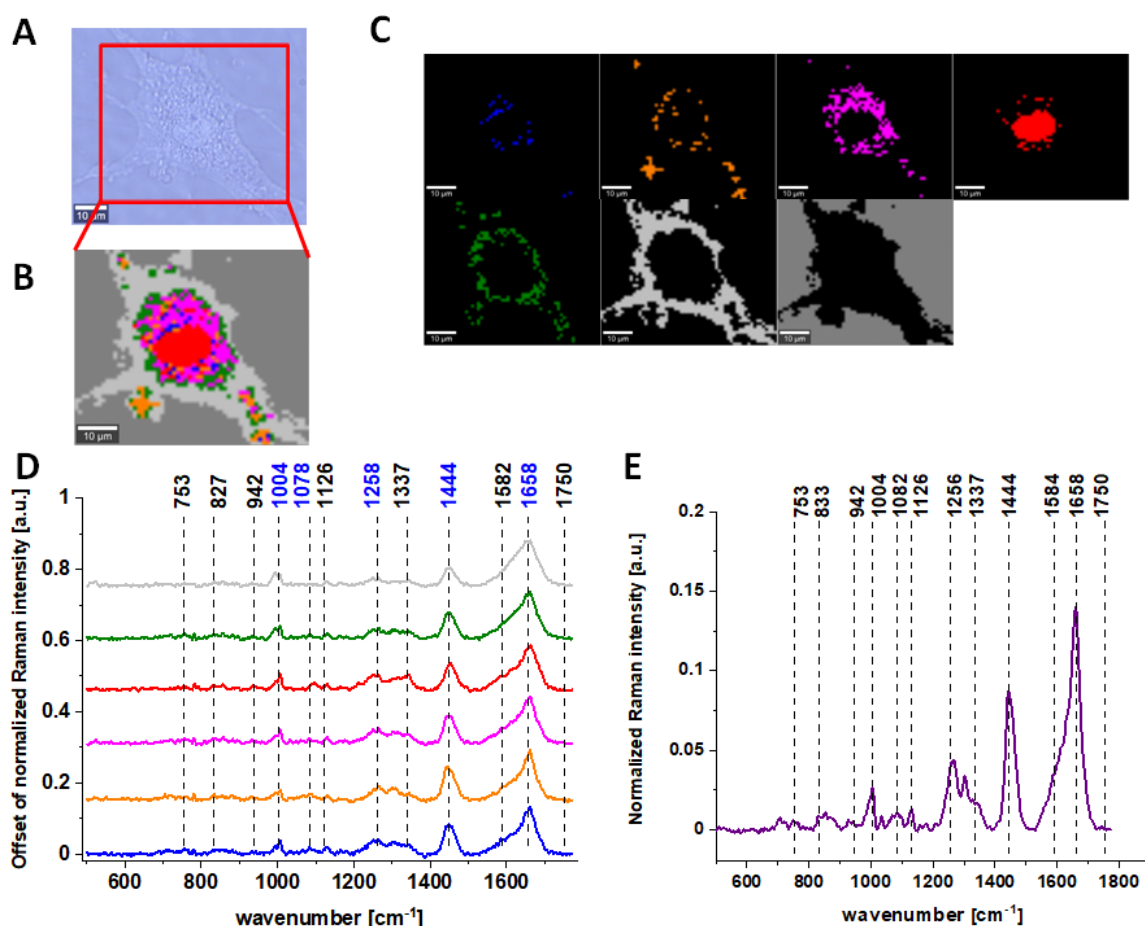 A
10 µm
B
10 µm
C
10 µm
10 µm
10 µm
10 µm
10 µm
10 µm
10 µm
D
753
827
942
1004
1078
1126
1258
1337
1444
1582
1658
1750
Offset of normalized Raman intensity [a.u.]
1
0.8
0.6
0.4
0.2
0
600
800
1000
1200
1400
1600
wavenumber [cm⁻¹]
E
753
833
942
1004
1082
1126
1256
1337
1444
1584
1658
1750
Normalized Raman intensity [a.u.]
0.2
0.15
0.1
0.05
0
600
800
1000
1200
1400
1600
1800
wavenumber [cm⁻¹]